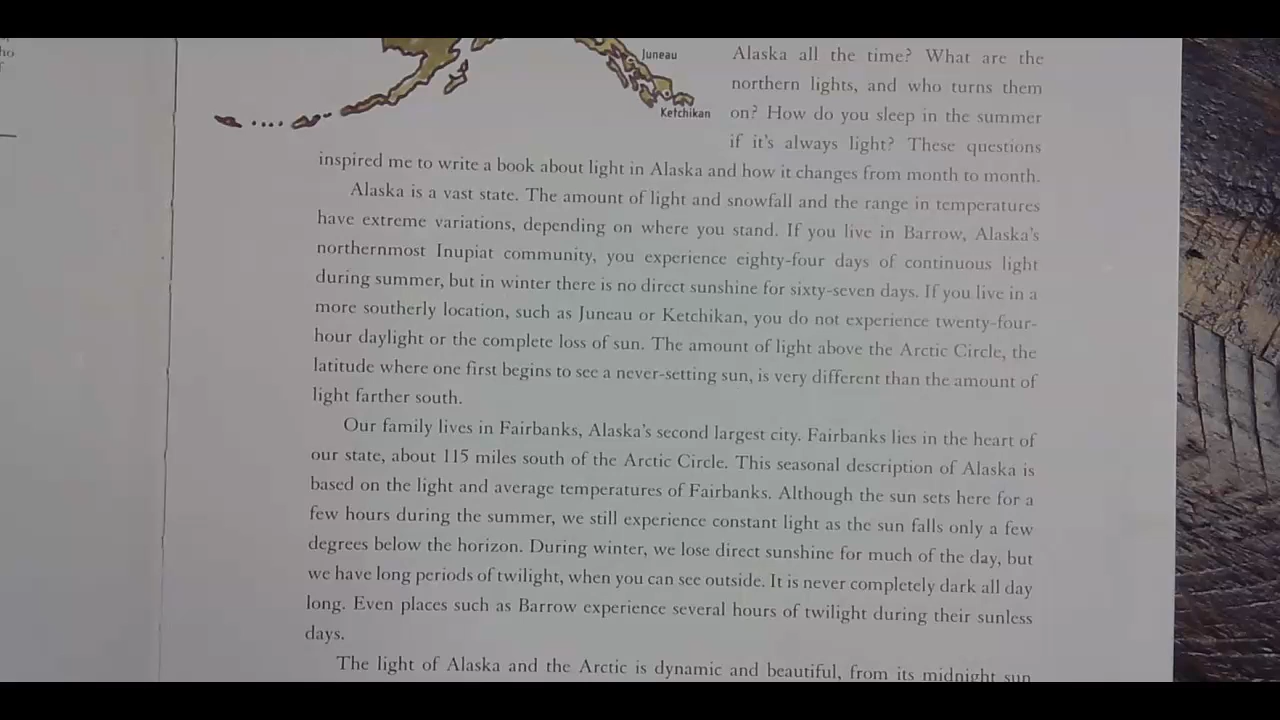 ho
f
Juneau
Ketchikan
Alaska all the time? What are the
northern lights, and who turns them
on? How do you sleep in the summer
if it's always light? These questions
inspired me to write a book about light in Alaska and how it changes from month to month.
Alaska is a vast state. The amount of light and snowfall and the range in temperatures
have extreme variations, depending on where you stand. If you live in Barrow, Alaska's
northernmost Inupiat community, you experience eighty-four days of continuous light
during summer, but in winter there is no direct sunshine for sixty-seven days. If you live in a
more southerly location, such as Juneau or Ketchikan, you do not experience twenty-four-
hour daylight or the complete loss of sun. The amount of light above the Arctic Circle, the
latitude where one first begins to see a never-setting sun, is very different than the amount of
light farther south.
Our family lives in Fairbanks, Alaska's second largest city. Fairbanks lies in the heart of
our state, about 115 miles south of the Arctic Circle. This seasonal description of Alaska is
based on the light and average temperatures of Fairbanks. Although the sun sets here for a
few hours during the summer, we still experience constant light as the sun falls only a few
degrees below the horizon. During winter, we lose direct sunshine for much of the day, but
we have long periods of twilight, when you can see outside. It is never completely dark all day
long. Even places such as Barrow experience several hours of twilight during their sunless
days.
The light of Alaska and the Arctic is dynamic and beautiful, from its midnight sun